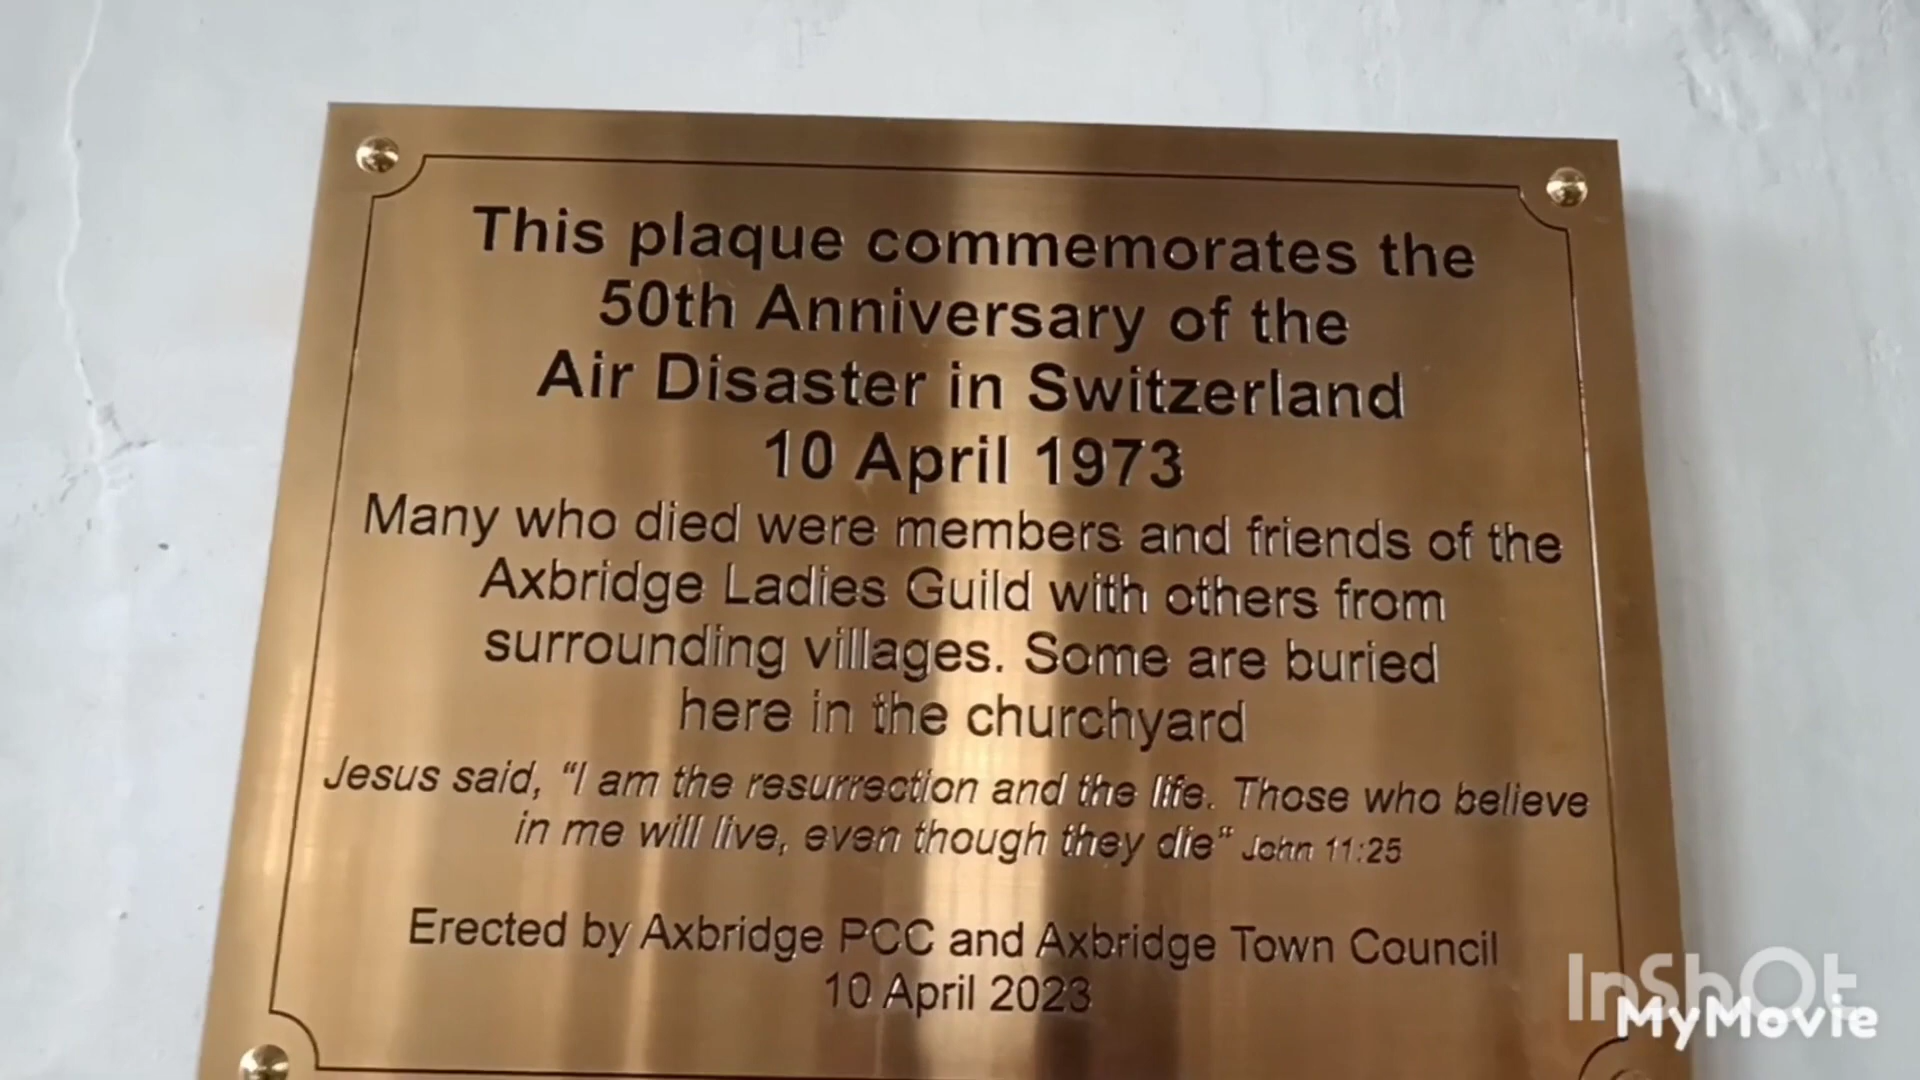 This plaque commemorates the
50th Anniversary of the
Air Disaster in Switzerland
10 April 1973
Many who died were members and friends of the
Axbridge Ladies Guild with others from
surrounding villages. Some are buried
here in the churchyard
Jesus said, “I am the resurrection and the life. Those who believe
in me will live, even though they die“ John 11:25
Erected by Axbridge PCC and Axbridge Town Council
10 April 2023
InShOt
MyMovie